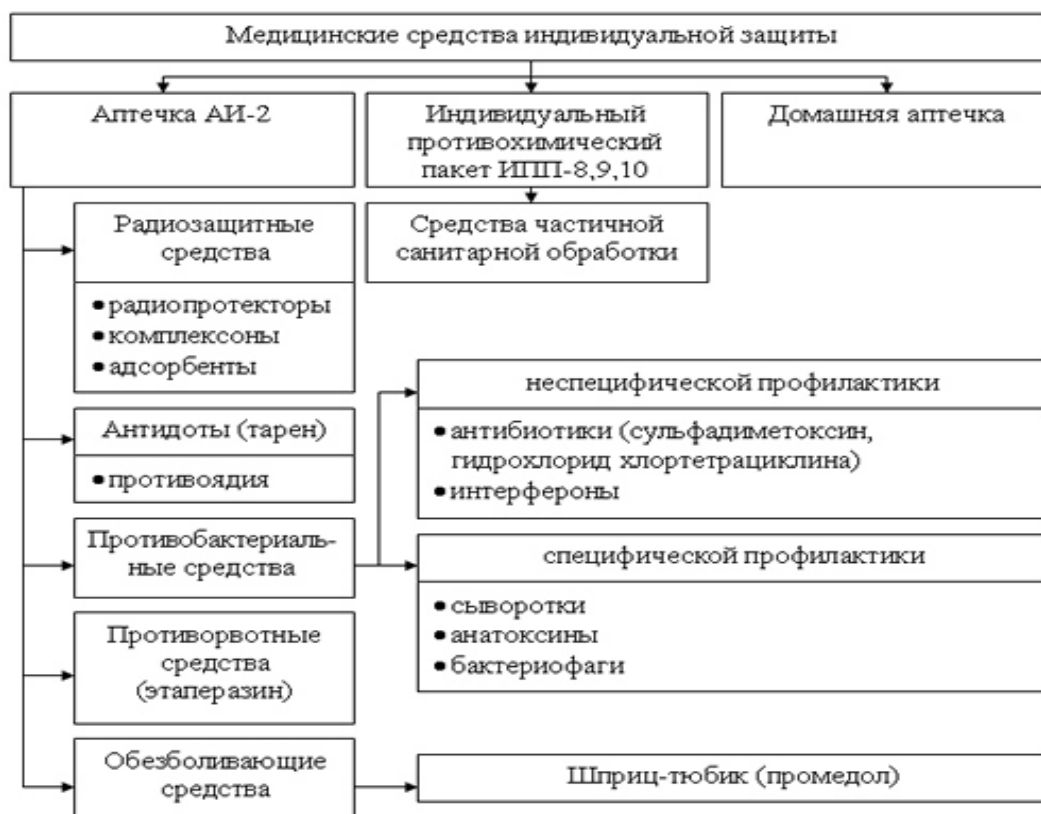 Медицинские средства индивидуальной защиты
Аптечка АИ-2
Индивидуальный
противохимический
пакет ИПП-8,9,10
Домашняя аптечка
Радиозащитные
средства
• радиопротекторы
• комплексоны
• адсорбенты
Средства частичной
санитарной обработки
Антидоты (тарен)
• противоядия
Противобактериаль-
ные средства
неспецифической профилактики
• антибиотики (сульфадиметоксин,
гидрохлорид хлортетрациклина)
• интерфероны
специфической профилактики
• сыворотки
• анатоксины
• бактериофаги
Противорвотные
средства
(этаперазин)
Обезболивающие
средства
Шприц-тюбик (промедол)